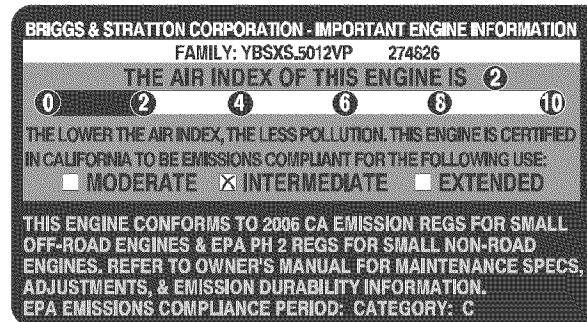 BRIGGS & STRATTON CORPORATION - IMPORTANT ENGINE INFORMATION
FAMILY: YBSXS.5012VP 274826
THE AIR INDEX OF THIS ENGINE IS 2
0 2 4 6 8 10
THE LOWER THE AIR INDEX, THE LESS POLLUTION. THIS ENGINE IS CERTIFIED
IN CALIFORNIA TO BE EMISSIONS COMPLIANT FOR THE FOLLOWING USE:
MODERATE INTERMEDIATE EXTENDED
THIS ENGINE CONFORMS TO 2006 CA EMISSION REGS FOR SMALL
OFF-ROAD ENGINES & EPA PH 2 REGS FOR SMALL NON-ROAD
ENGINES. REFER TO OWNER'S MANUAL FOR MAINTENANCE SPECS,
ADJUSTMENTS, & EMISSION DURABILITY INFORMATION.
EPA EMISSIONS COMPLIANCE PERIOD: CATEGORY: C